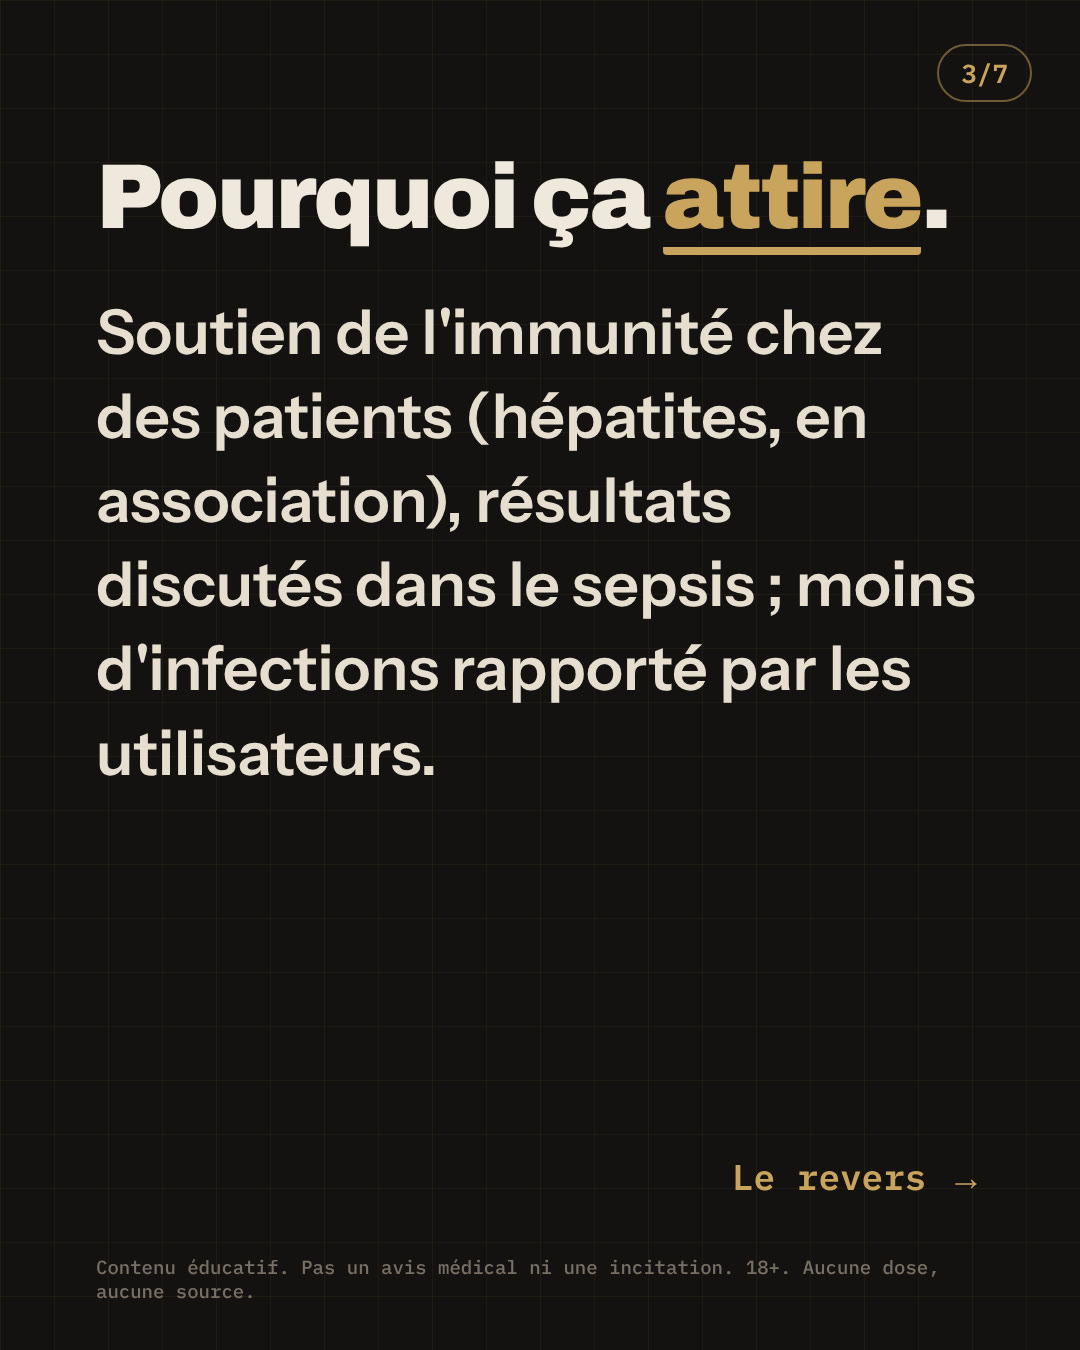 3/7
Pourquoi ça attire.
Soutien de l'immunité chez
des patients (hépatites, en
association), résultats
discutés dans le sepsis ; moins
d'infections rapporté par les
utilisateurs.
Le revers →
Contenu éducatif. Pas un avis médical ni une incitation. 18+. Aucune dose,
aucune source.